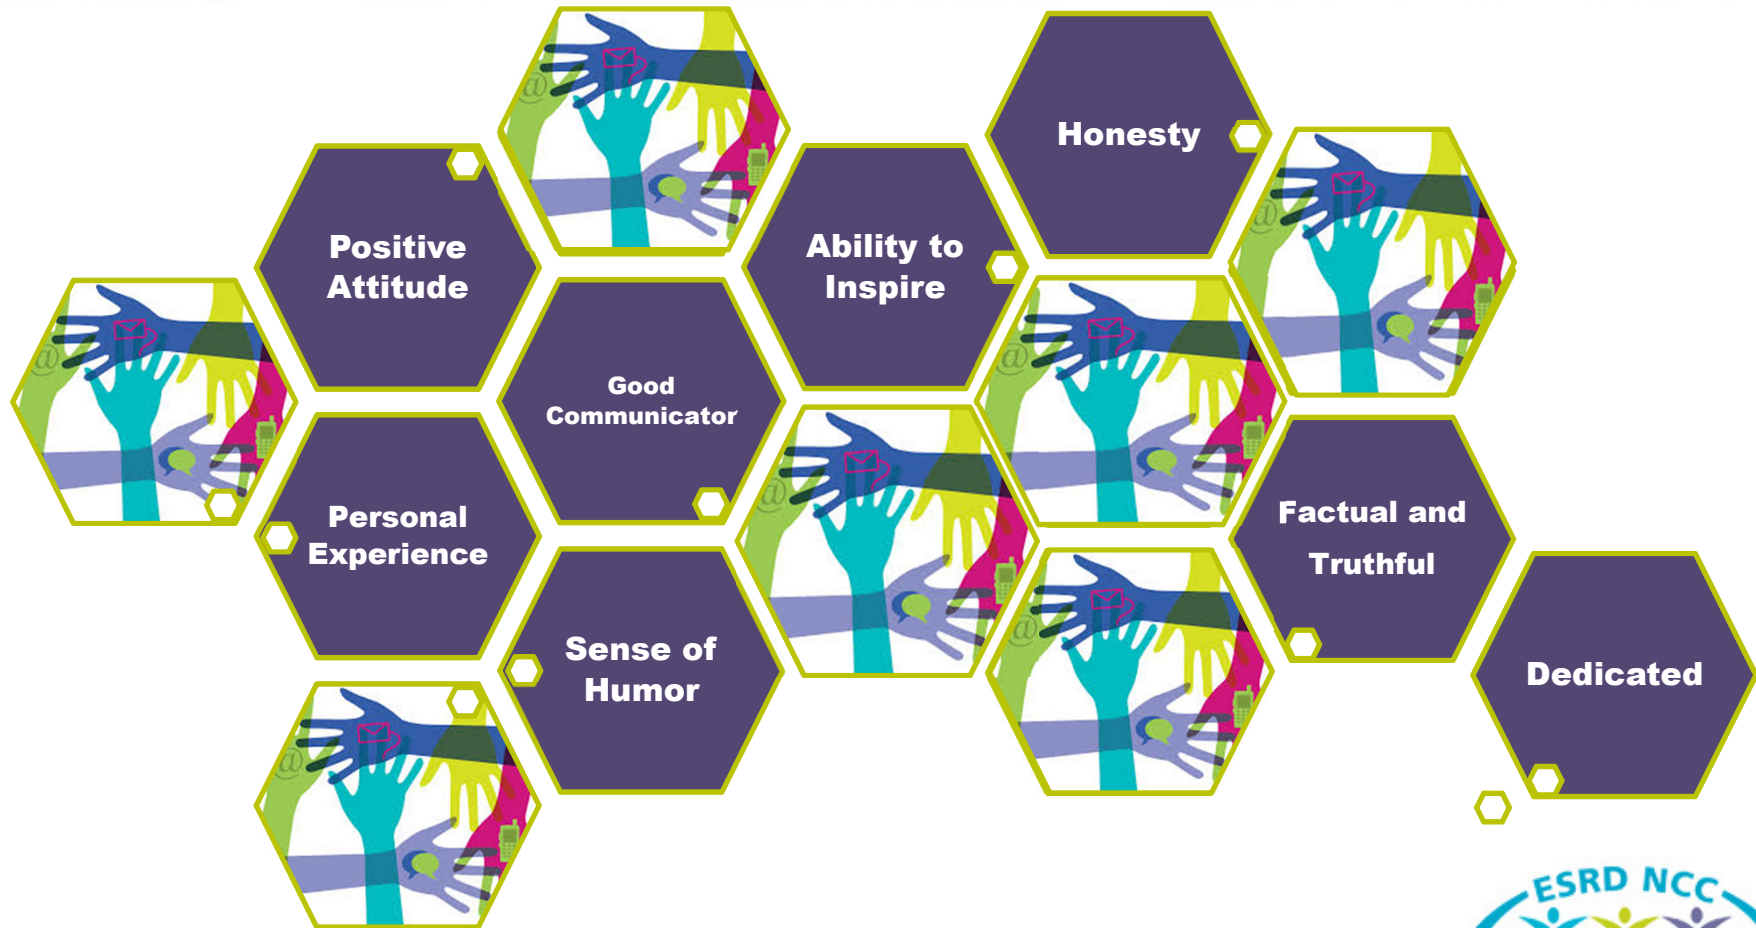 Honesty
Positive
Attitude
Ability to
Inspire
Good
Communicator
Personal
Experience
Factual and
Truthful
Sense of
Humor
Dedicated
ESRD NCC
@
@
@
@
@
@
@